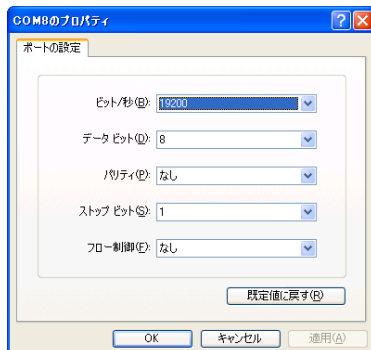 COM8のプロパティ
ポートの設定
ビット/秒(B): 19200
データ ビット(D): 8
パリティ(P): なし
ストップ ビット(S): 1
フロー制御(F): なし
既定値に戻す(R)
OK キャンセル 適用(A)